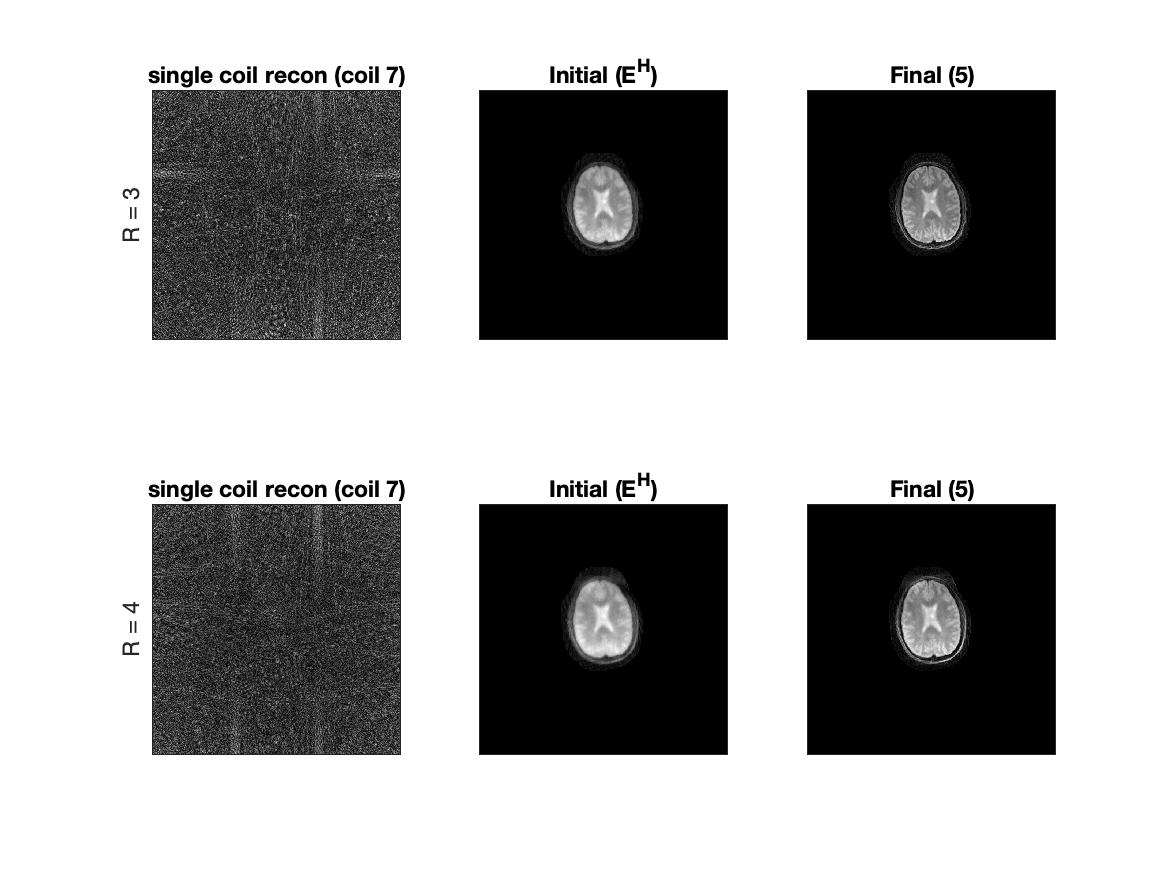 single coil recon (coil 7)
Initial (E^H)
Final (5)
R = 3
single coil recon (coil 7)
Initial (E^H)
Final (5)
R = 4